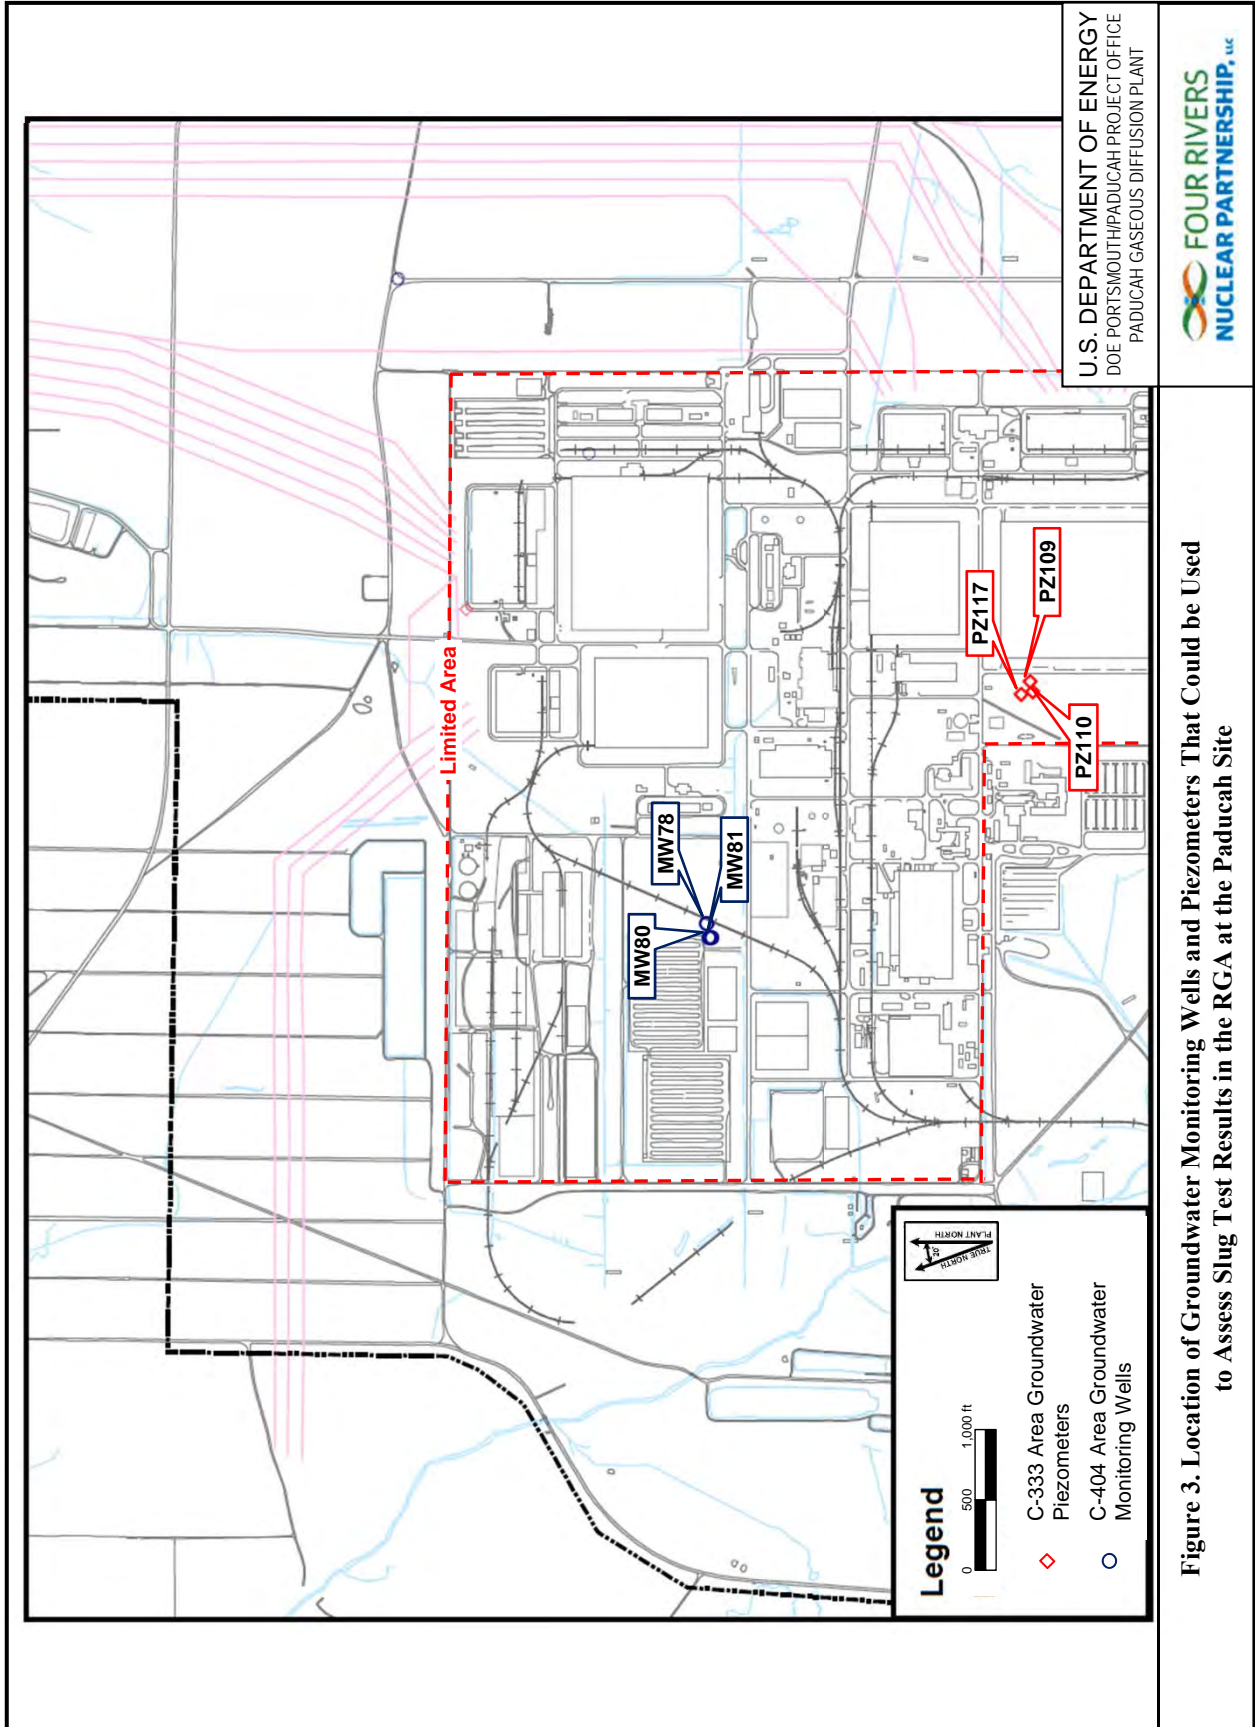 U.S. DEPARTMENT OF ENERGY
DOE PORTSMOUTH/PADUCAH PROJECT OFFICE
PADUCAH GASEOUS DIFFUSION PLANT
FOUR RIVERS
NUCLEAR PARTNERSHIP, LLC
Limited Area
MW78
MW81
MW80
PZ117
PZ109
PZ110
Legend
0 500 1,000 ft
TRUE NORTH
20°
PLANT NORTH
C-333 Area Groundwater
Piezometers
C-404 Area Groundwater
Monitoring Wells
Figure 3. Location of Groundwater Monitoring Wells and Piezometers That Could be Used
to Assess Slug Test Results in the RGA at the Paducah Site